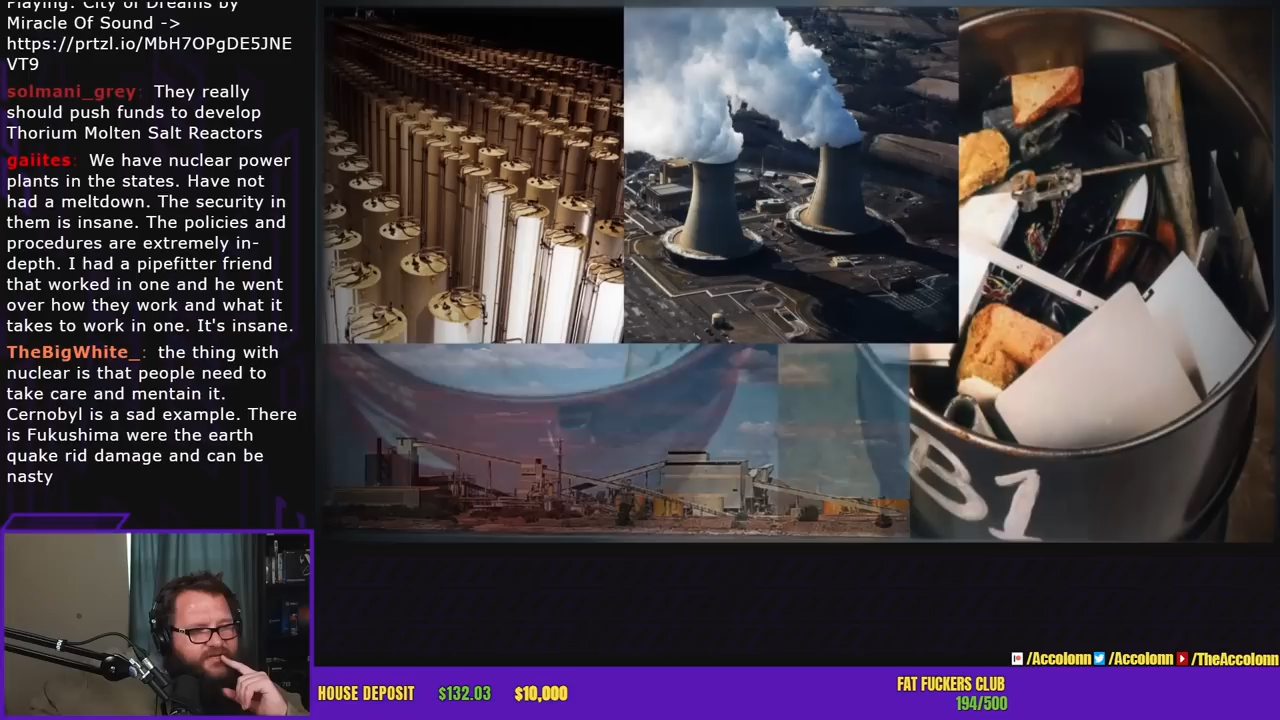 Playing: City of Dreams by
Miracle Of Sound ->
https://prtzl.io/MbH7OPgDE5JNE
VT9
solmani_grey: They really
should push funds to develop
Thorium Molten Salt Reactors
gaiites: We have nuclear power
plants in the states. Have not
had a meltdown. The security in
them is insane. The policies and
procedures are extremely in-
depth. I had a pipefitter friend
that worked in one and he went
over how they work and what it
takes to work in one. It's insane.
TheBigWhite_: the thing with
nuclear is that people need to
take care and mentain it.
Cernobyl is a sad example. There
is Fukushima were the earth
quake rid damage and can be
nasty
B1
/Accolonn /Accolonn /TheAccolonn
HOUSE DEPOSIT $132.03 $10,000
FAT FUCKERS CLUB
194/500